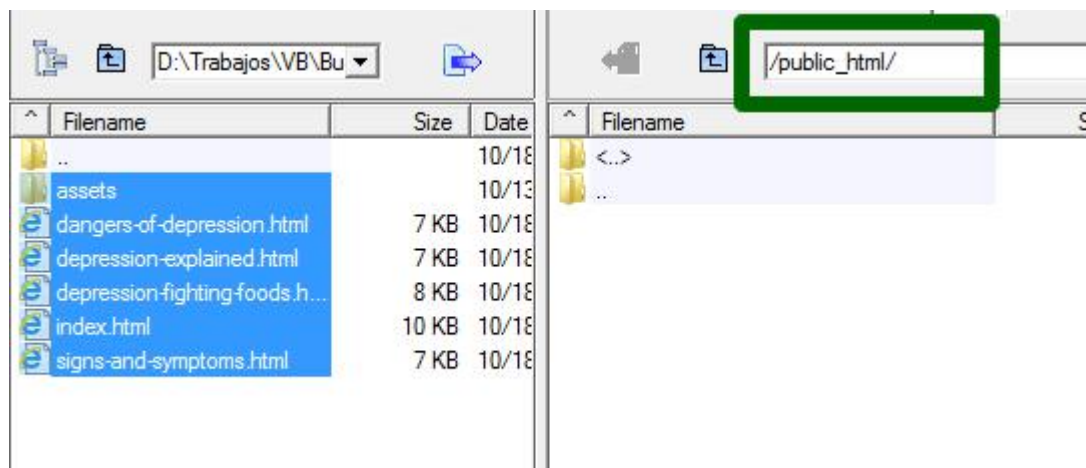 D:\Trabajos\VB\Bu
/public_html/
^ Filename Size Date
^ Filename S
.. 10/18
<..>
assets 10/13
..
dangers-of-depression.html 7 KB 10/18
depression-explained.html 7 KB 10/18
depression-fighting-foods.h... 8 KB 10/18
index.html 10 KB 10/18
signs-and-symptoms.html 7 KB 10/18